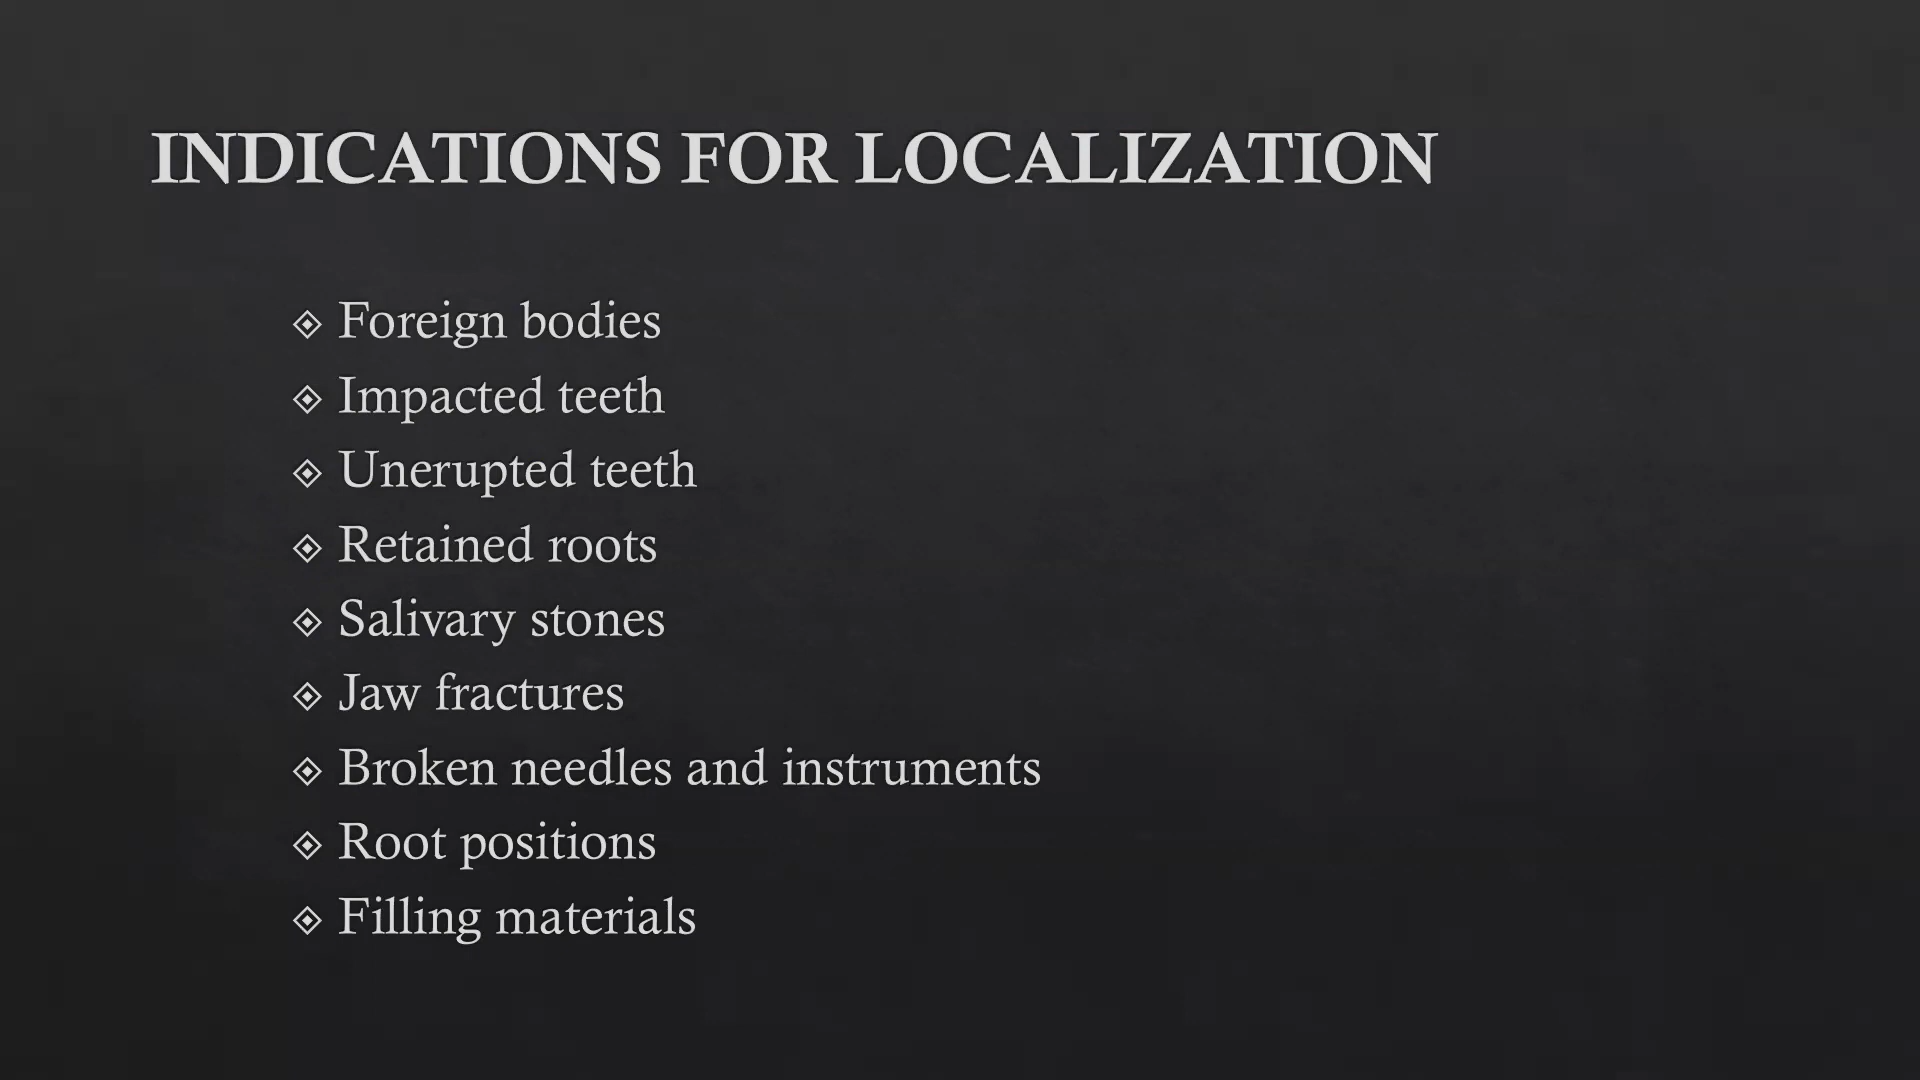 INDICATIONS FOR LOCALIZATION
Foreign bodies
Impacted teeth
Unerupted teeth
Retained roots
Salivary stones
Jaw fractures
Broken needles and instruments
Root positions
Filling materials